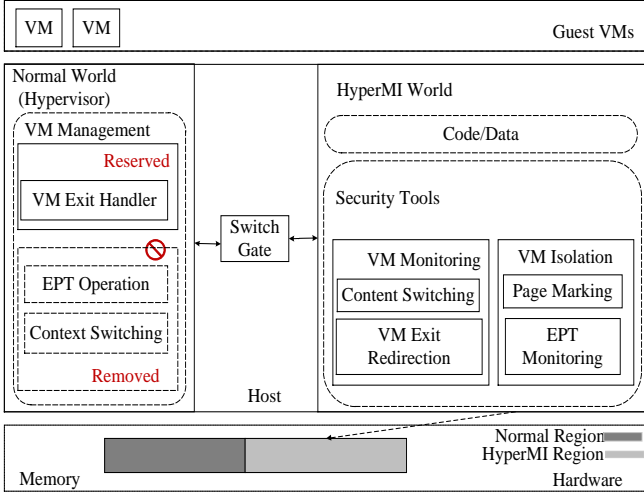 VM VM Guest VMs
Normal World
(Hypervisor)
VM Management
Reserved
VM Exit Handler
EPT Operation
Context Switching
Removed
Switch
Gate
Host
HyperMI World
Code/Data
Security Tools
VM Monitoring
Content Switching
VM Exit
Redirection
VM Isolation
Page Marking
EPT
Monitoring
Normal Region
HyperMI Region
Memory
Hardware